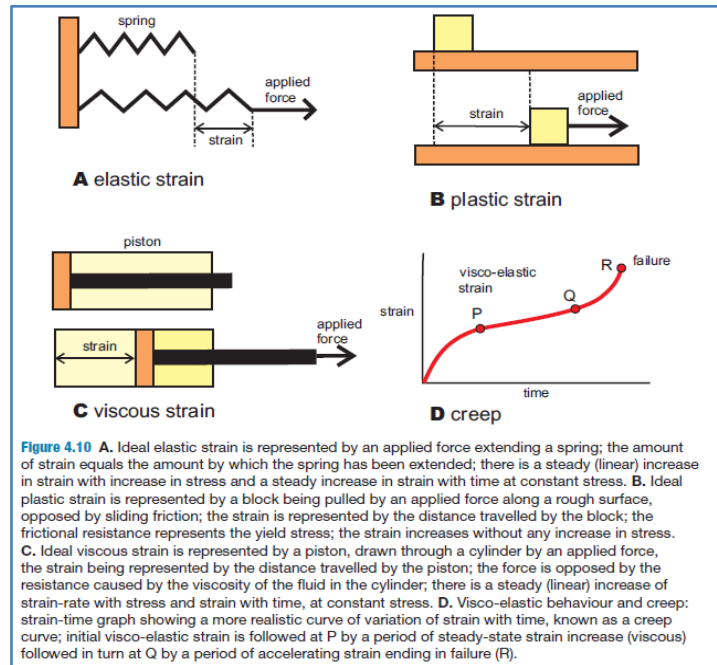 spring
applied
force
strain
A elastic strain
applied
force
strain
B plastic strain
piston
applied
force
strain
C viscous strain
R
failure
visco-elastic
strain
Q
P
strain
time
D creep
Figure 4.10 A. Ideal elastic strain is represented by an applied force extending a spring; the amount
of strain equals the amount by which the spring has been extended; there is a steady (linear) increase
in strain with increase in stress and a steady increase in strain with time at constant stress. B. Ideal
plastic strain is represented by a block being pulled by an applied force along a rough surface,
opposed by sliding friction; the strain is represented by the distance travelled by the block; the
frictional resistance represents the yield stress; the strain increases without any increase in stress.
C. Ideal viscous strain is represented by a piston, drawn through a cylinder by an applied force,
the strain being represented by the distance travelled by the piston; the force is opposed by the
resistance caused by the viscosity of the fluid in the cylinder; there is a steady (linear) increase of
strain-rate with stress and strain with time, at constant stress. D. Visco-elastic behaviour and creep:
strain-time graph showing a more realistic curve of variation of strain with time, known as a creep
curve; initial visco-elastic strain is followed at P by a period of steady-state strain increase (viscous)
followed in turn at Q by a period of accelerating strain ending in failure (R).